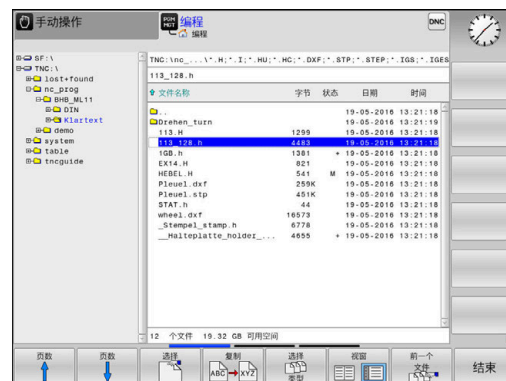 手动操作
PGM MGT 编程
编程
DNC
SF:\
TNC:\
lost+found
nc_prog
BHB_ML11
DIN
Klartext
demo
system
table
tncguide
TNC:\nc_...\*.H;*.I;*.HU;*.HC;*.DXF;*.STP;*.STEP;*.IGS;*.IGES
113_128.h
文件名称 字节 状态 日期 时间
.. 19-05-2016 13:21:18
Drehen_turn 19-05-2016 13:21:19
113.H 1299 19-05-2016 13:21:18
113_128.h 4483 19-05-2016 13:21:18
1GB.h 1381 + 19-05-2016 13:21:18
EX14.H 821 19-05-2016 13:21:18
HEBEL.H 541 M 19-05-2016 13:21:18
Pleuel.dxf 259K 19-05-2016 13:21:18
Pleuel.stp 451K 19-05-2016 13:21:18
STAT.h 44 19-05-2016 13:21:18
wheel.dxf 16573 19-05-2016 13:21:18
_Stempel_stamp.h 6778 19-05-2016 13:21:18
__Halteplatte_holder_... 4655 + 19-05-2016 13:21:18
12 个文件 19.32 GB 可用空间
页数
页数
选择
复制
ABC XYZ
选择
类型
视窗
前一个
文件
结束